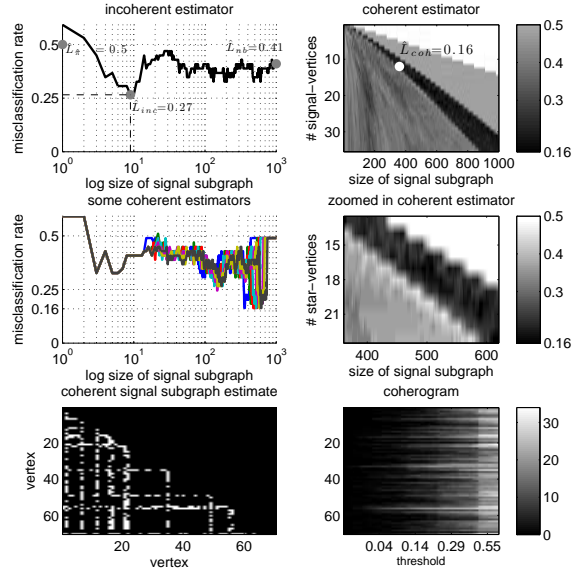 incoherent estimator
misclassification rate
0.5
0.25
0
L̂π̂ = 0.5
L̂nb=0.41
L̂inc=0.27
10^0
10^1
10^2
10^3
log size of signal subgraph
coherent estimator
# signal−vertices
10
20
30
L̂coh=0.16
200 400 600 800 1000
size of signal subgraph
0.5
0.4
0.3
0.16
some coherent estimators
misclassification rate
0.5
0.25
0.16
0
10^0
10^1
10^2
10^3
log size of signal subgraph
zoomed in coherent estimator
# star−vertices
15
18
21
400 500 600
size of signal subgraph
0.5
0.4
0.3
0.16
coherent signal subgraph estimate
vertex
20
40
60
20 40 60
vertex
coherogram
20
40
60
0.04 0.14 0.29 0.55
threshold
30
20
10
0